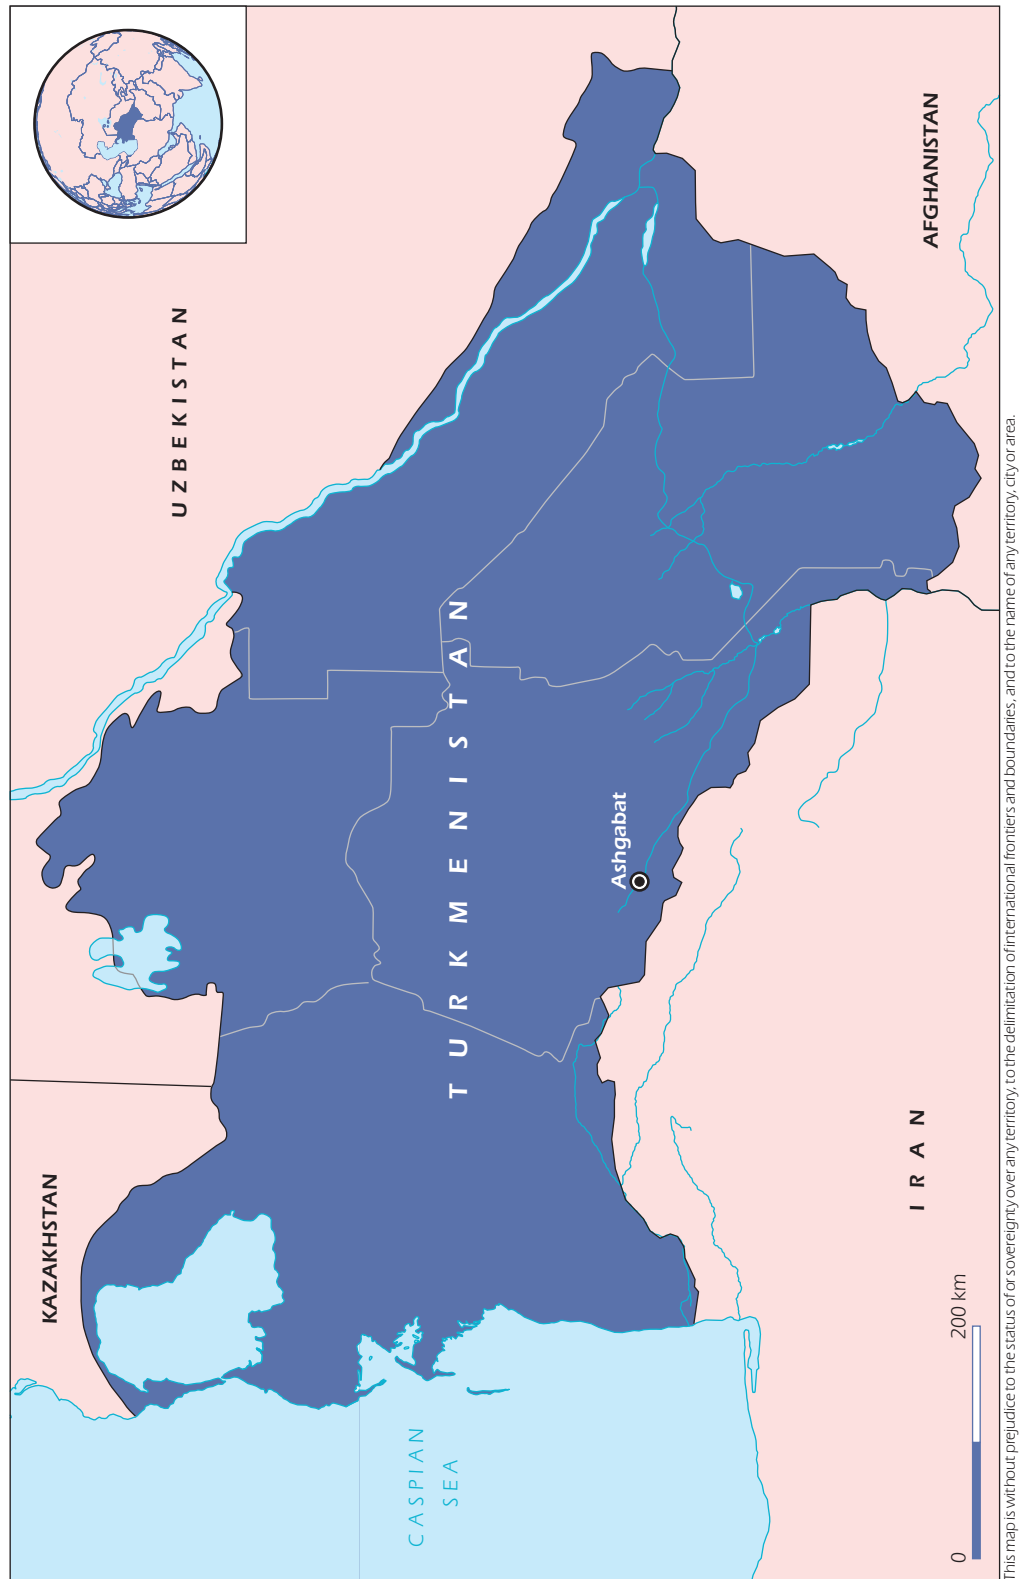 UZBEKISTAN
AFGHANISTAN
KAZAKHSTAN
TURKMENISTAN
Ashgabat
CASPIAN
SEA
IRAN
0
200 km
This map is without prejudice to the status of or sovereignty over any territory, to the delimitation of international frontiers and boundaries, and to the name of any territory, city or area.